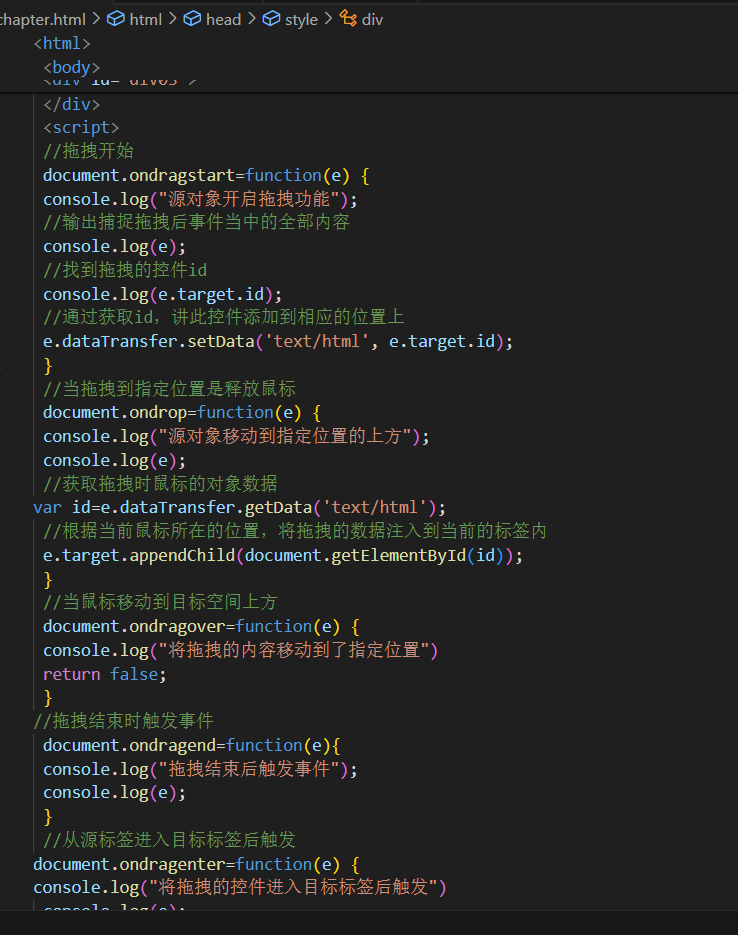 chapter.html > html > head > style > div
<html>
<body>
</div>
<script>
//拖拽开始
document.ondragstart=function(e) {
console.log("源对象开启拖拽功能");
//输出捕捉拖拽后事件当中的全部内容
console.log(e);
//找到拖拽的控件id
console.log(e.target.id);
//通过获取id，讲此控件添加到相应的位置上
e.dataTransfer.setData('text/html', e.target.id);
}
//当拖拽到指定位置是释放鼠标
document.ondrop=function(e) {
console.log("源对象移动到指定位置的上方");
console.log(e);
//获取拖拽时鼠标的对象数据
var id=e.dataTransfer.getData('text/html');
//根据当前鼠标所在的位置，将拖拽的数据注入到当前的标签内
e.target.appendChild(document.getElementById(id));
}
//当鼠标移动到目标空间上方
document.ondragover=function(e) {
console.log("将拖拽的内容移动到了指定位置")
return false;
}
//拖拽结束时触发事件
document.ondragend=function(e){
console.log("拖拽结束后触发事件");
console.log(e);
}
//从源标签进入目标标签后触发
document.ondragenter=function(e) {
console.log("将拖拽的控件进入目标标签后触发")
console.log(e);